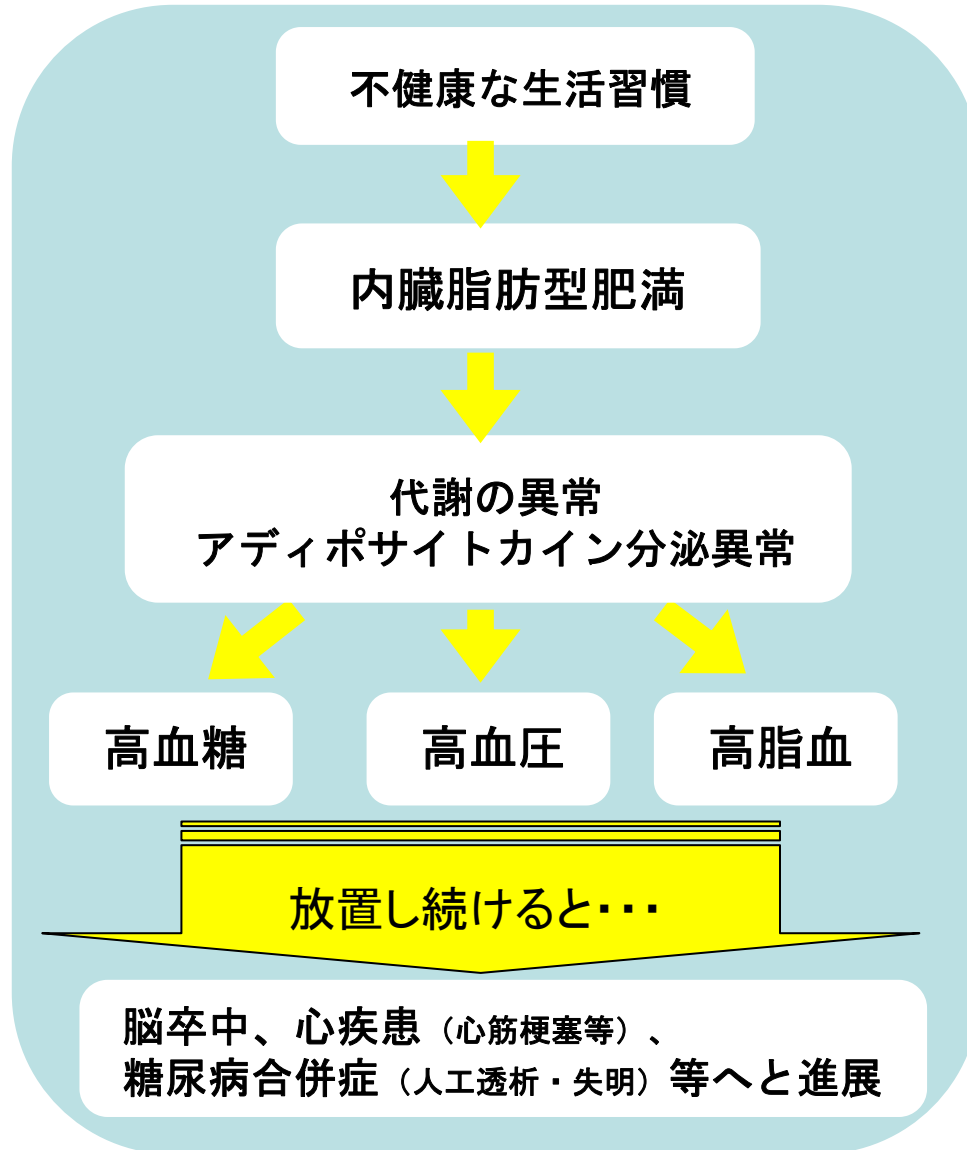 不健康な生活習慣
内臓脂肪型肥満
代謝の異常
アディポサイトカイン分泌異常
高血糖
高血圧
高脂血
放置し続けると・・・
脳卒中、心疾患（心筋梗塞等）、
糖尿病合併症（人工透析・失明）等へと進展